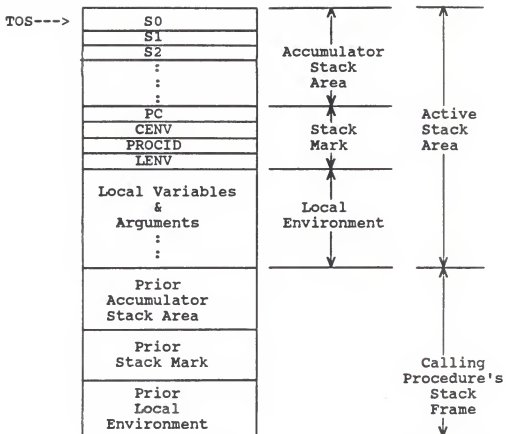 TOS--->
S0
S1
S2
:
:
:
PC
CENV
PROCID
LENV
Local Variables
&
Arguments
:
:
Prior
Accumulator
Stack Area
Prior
Stack Mark
Prior
Local
Environment
Accumulator
Stack
Area
Stack
Mark
Local
Environment
Active
Stack
Area
Calling
Procedure's
Stack
Frame